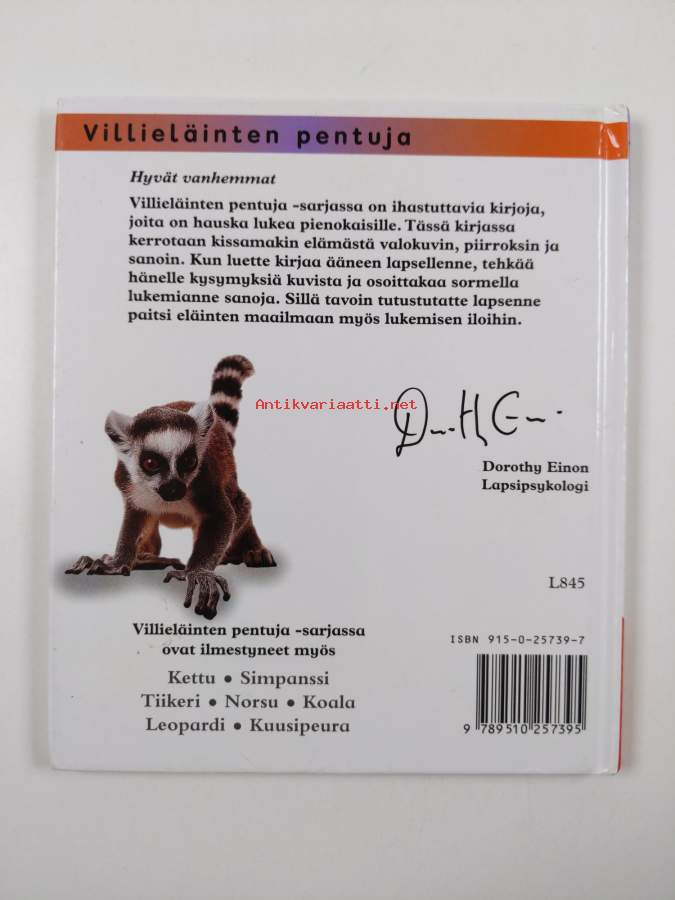 Villieläinten pentuja
Hyvät vanhemmat
Villieläinten pentuja -sarjassa on ihastuttavia kirjoja,
joita on hauska lukea pienokaisille. Tässä kirjassa
kerrotaan kissamakin elämästä valokuvin, piirroksin ja
sanoin. Kun luette kirjaa ääneen lapsellenne, tehkää
hänelle kysymyksiä kuvista ja osoittakaa sormella
lukemianne sanoja. Sillä tavoin tutustutatte lapsenne
paitsi eläinten maailmaan myös lukemisen iloihin.
Antikvariaatti.net
Dorothy Einon
Lapsipsykologi
L845
Villieläinten pentuja -sarjassa
ovat ilmestyneet myös
Kettu • Simpanssi
Tiikeri • Norsu • Koala
Leopardi • Kuusipeura
ISBN 915-0-25739-7
9 789510 257395